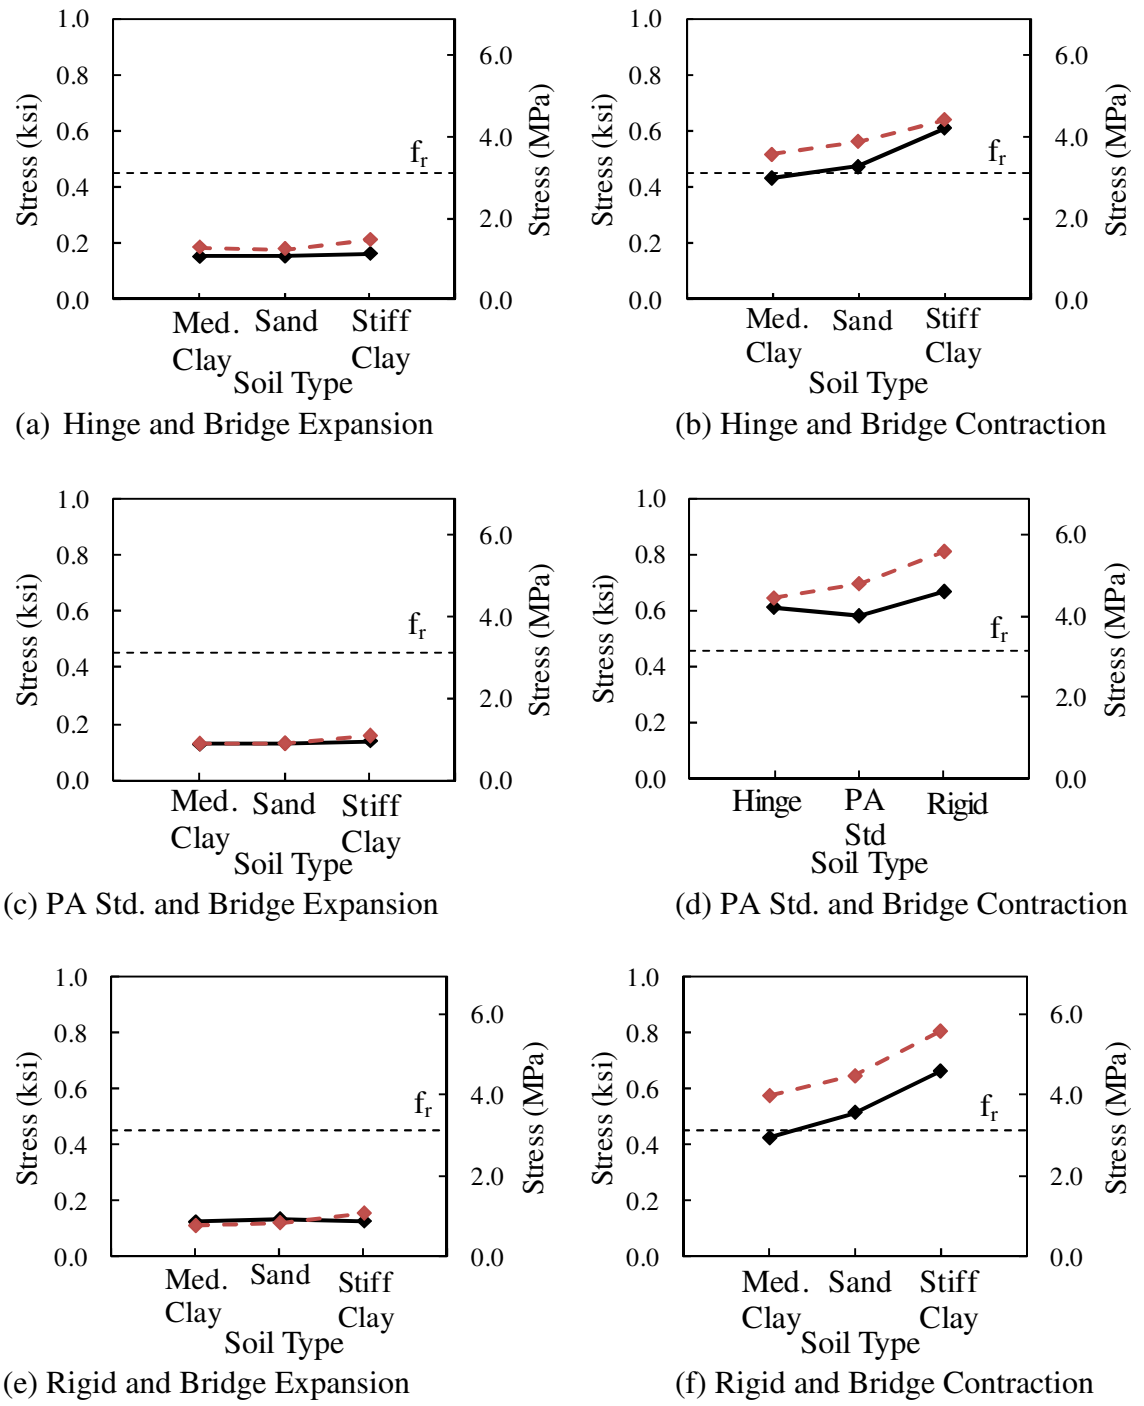 1.0
0.8
0.6
0.4
0.2
0.0
Stress (ksi)
6.0
4.0
2.0
0.0
Stress (MPa)
fr
Med. Clay
Sand
Stiff Clay
Soil Type
(a) Hinge and Bridge Expansion
1.0
0.8
0.6
0.4
0.2
0.0
Stress (ksi)
6.0
4.0
2.0
0.0
Stress (MPa)
fr
Med. Clay
Sand
Stiff Clay
Soil Type
(b) Hinge and Bridge Contraction
1.0
0.8
0.6
0.4
0.2
0.0
Stress (ksi)
6.0
4.0
2.0
0.0
Stress (MPa)
fr
Med. Clay
Sand
Stiff Clay
Soil Type
(c) PA Std. and Bridge Expansion
1.0
0.8
0.6
0.4
0.2
0.0
Stress (ksi)
6.0
4.0
2.0
0.0
Stress (MPa)
fr
Hinge
PA Std
Rigid
Soil Type
(d) PA Std. and Bridge Contraction
1.0
0.8
0.6
0.4
0.2
0.0
Stress (ksi)
6.0
4.0
2.0
0.0
Stress (MPa)
fr
Med. Clay
Sand
Stiff Clay
Soil Type
(e) Rigid and Bridge Expansion
1.0
0.8
0.6
0.4
0.2
0.0
Stress (ksi)
6.0
4.0
2.0
0.0
Stress (MPa)
fr
Med. Clay
Sand
Stiff Clay
Soil Type
(f) Rigid and Bridge Contraction